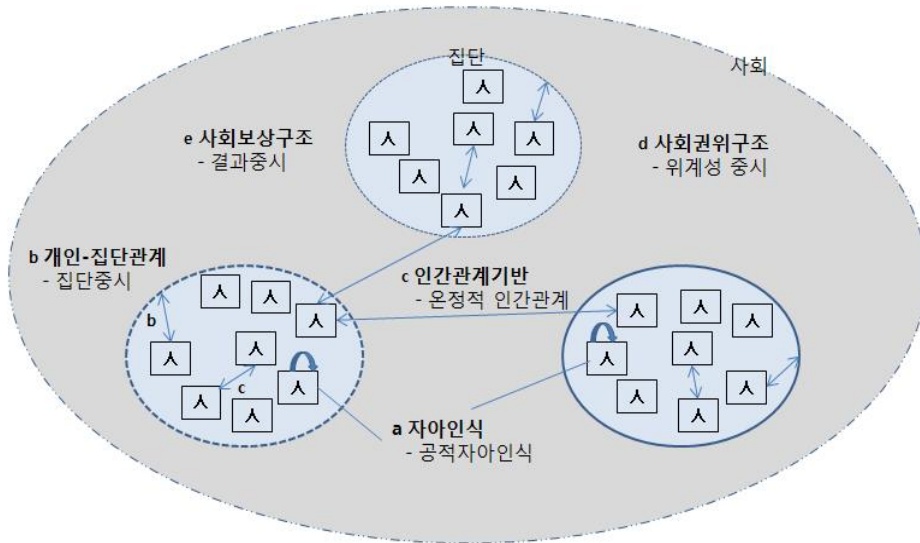 집단
사회
e 사회보상구조
- 결과중시
d 사회권위구조
- 위계성 중시
b 개인-집단관계
- 집단중시
c 인간관계기반
- 온정적 인간관계
b
c
a 자아인식
- 공적자아인식